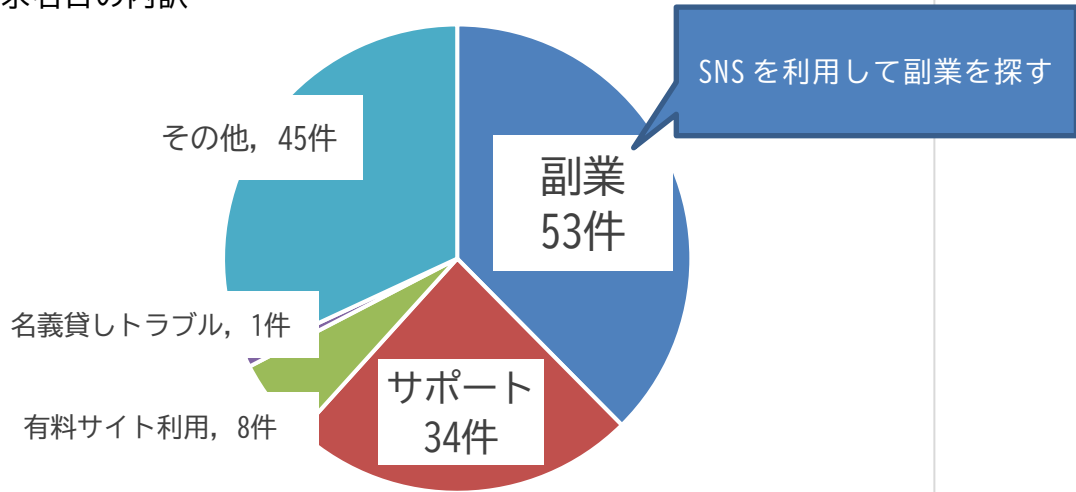 SNSを利用して副業を探す
その他, 45件
副業
53件
名義貸しトラブル, 1件
サポート
34件
有料サイト利用, 8件